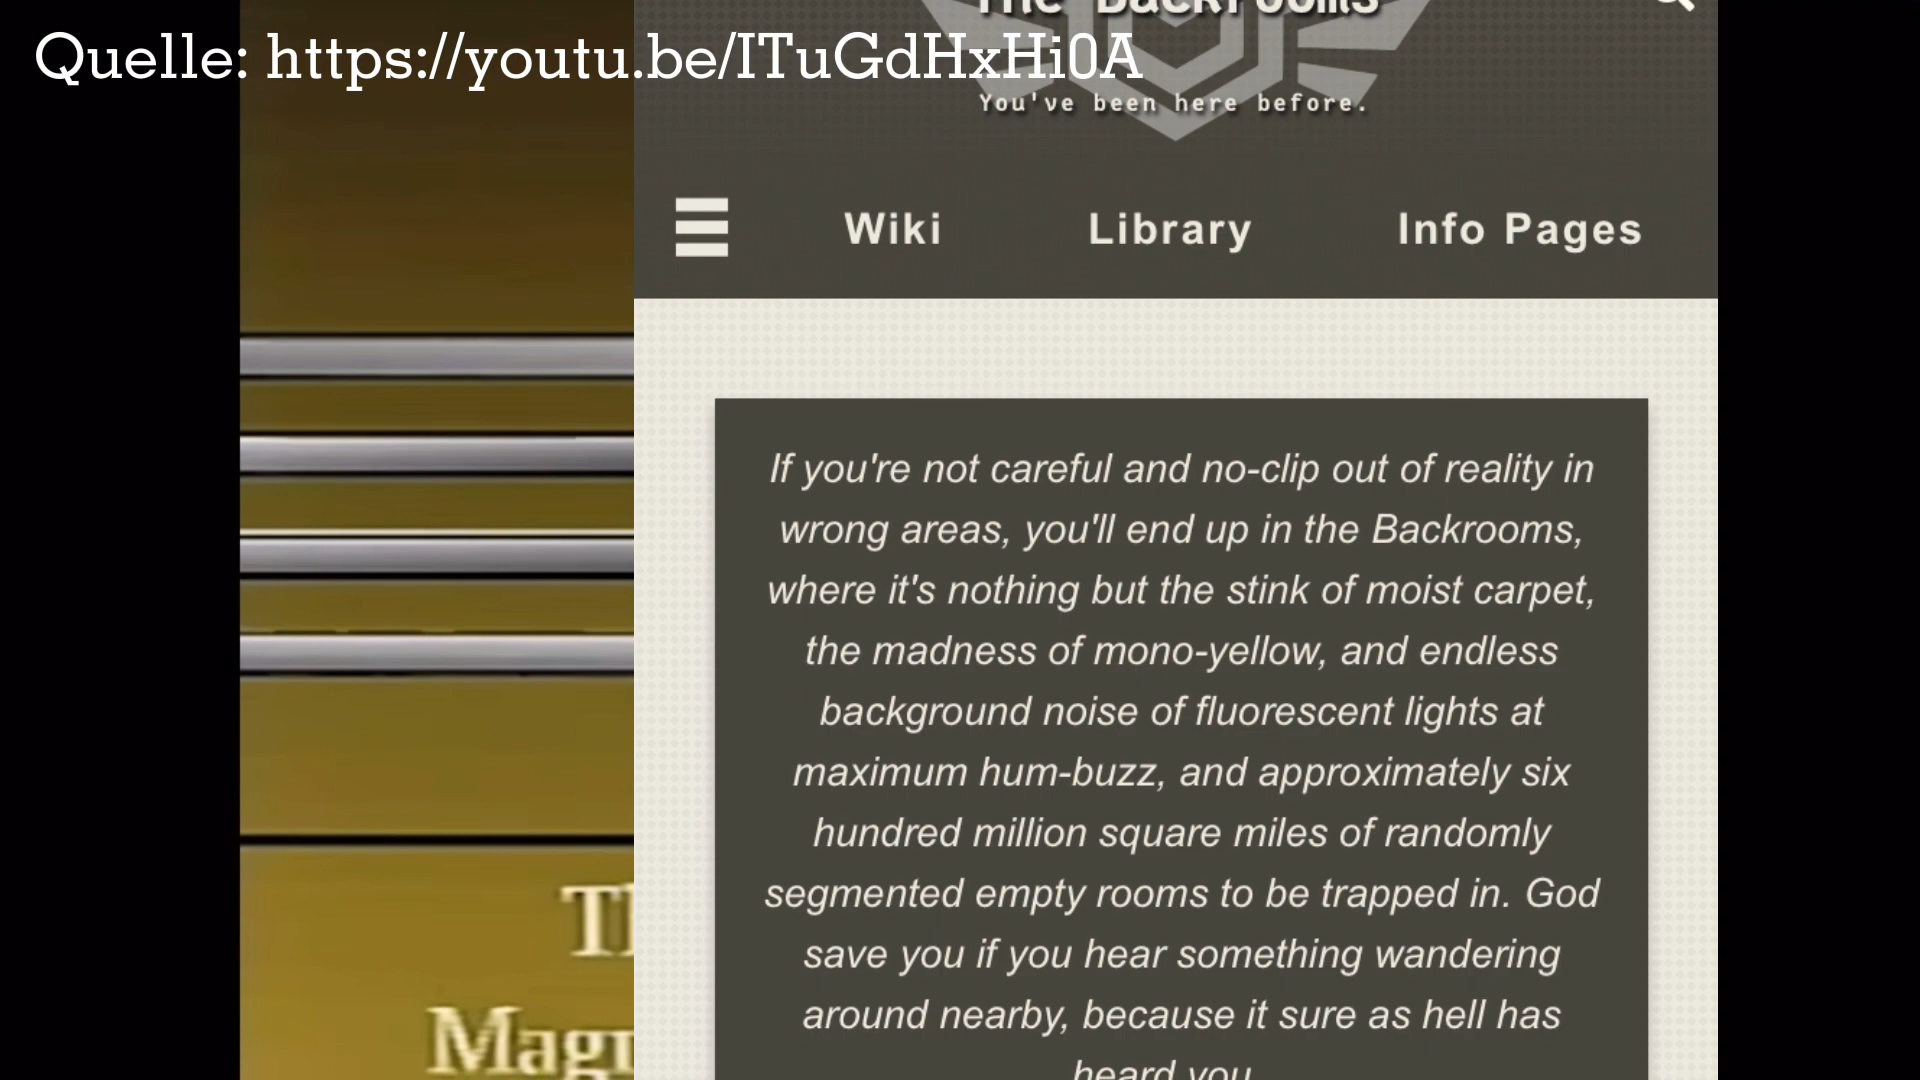 The Backrooms
Quelle: https://youtu.be/ITuGdHxHi0A
You've been here before.
Wiki Library Info Pages
If you're not careful and no-clip out of reality in
wrong areas, you'll end up in the Backrooms,
where it's nothing but the stink of moist carpet,
the madness of mono-yellow, and endless
background noise of fluorescent lights at
maximum hum-buzz, and approximately six
hundred million square miles of randomly
segmented empty rooms to be trapped in. God
save you if you hear something wandering
around nearby, because it sure as hell has
heard you